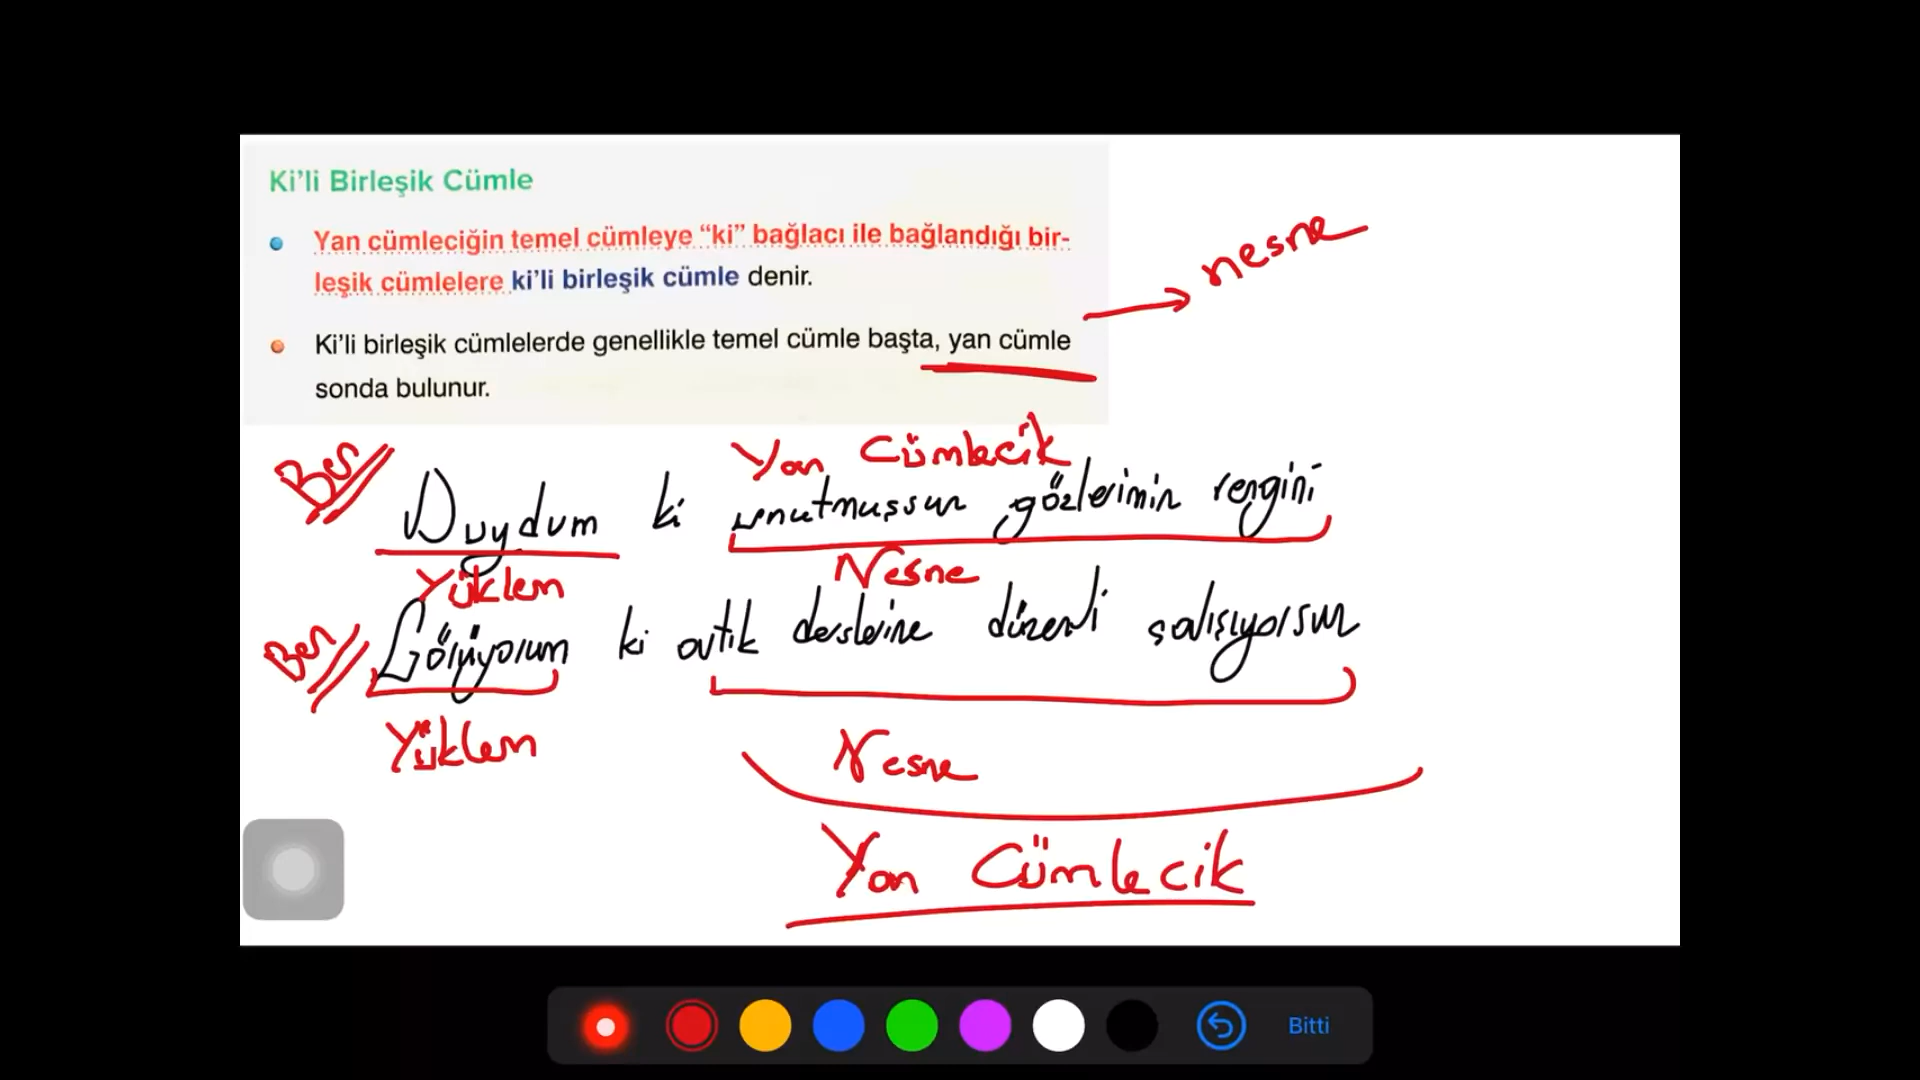 Ki’li Birleşik Cümle
Yan cümleciğin temel cümleye “ki” bağlacı ile bağlandığı bir-
leşik cümlelere ki’li birleşik cümle denir.
nesne
Ki’li birleşik cümlelerde genellikle temel cümle başta, yan cümle
sonda bulunur.
Yan Cümlecik
Ben Duydum ki unutmuşsun gözlerimin rengini
Yüklem Nesne
Ben Görüyorum ki artık derslerine düzenli çalışıyorsun
Yüklem Nesne
Yan Cümlecik
Bitti